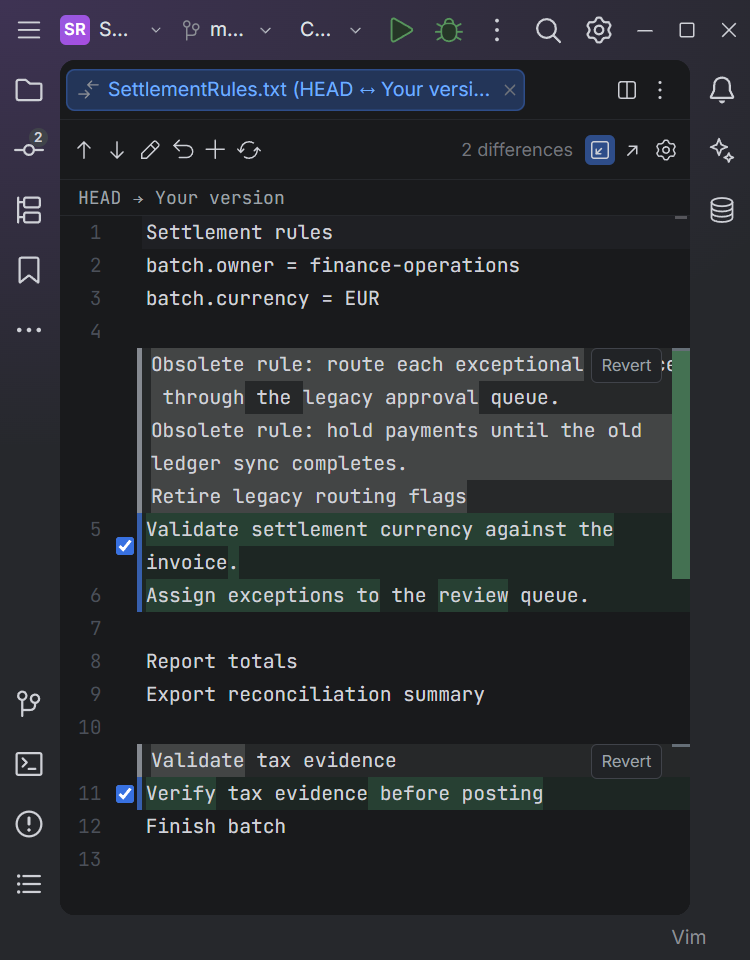 SR S... m... C...
SettlementRules.txt (HEAD ↔ Your versi...
2
2 differences
HEAD → Your version
1 Settlement rules
2 batch.owner = finance-operations
3 batch.currency = EUR
4
Obsolete rule: route each exceptional
Revert
through the legacy approval queue.
Obsolete rule: hold payments until the old
ledger sync completes.
Retire legacy routing flags
5 Validate settlement currency against the
invoice.
6 Assign exceptions to the review queue.
7
8 Report totals
9 Export reconciliation summary
10
Validate tax evidence
Revert
11 Verify tax evidence before posting
12 Finish batch
13
Vim